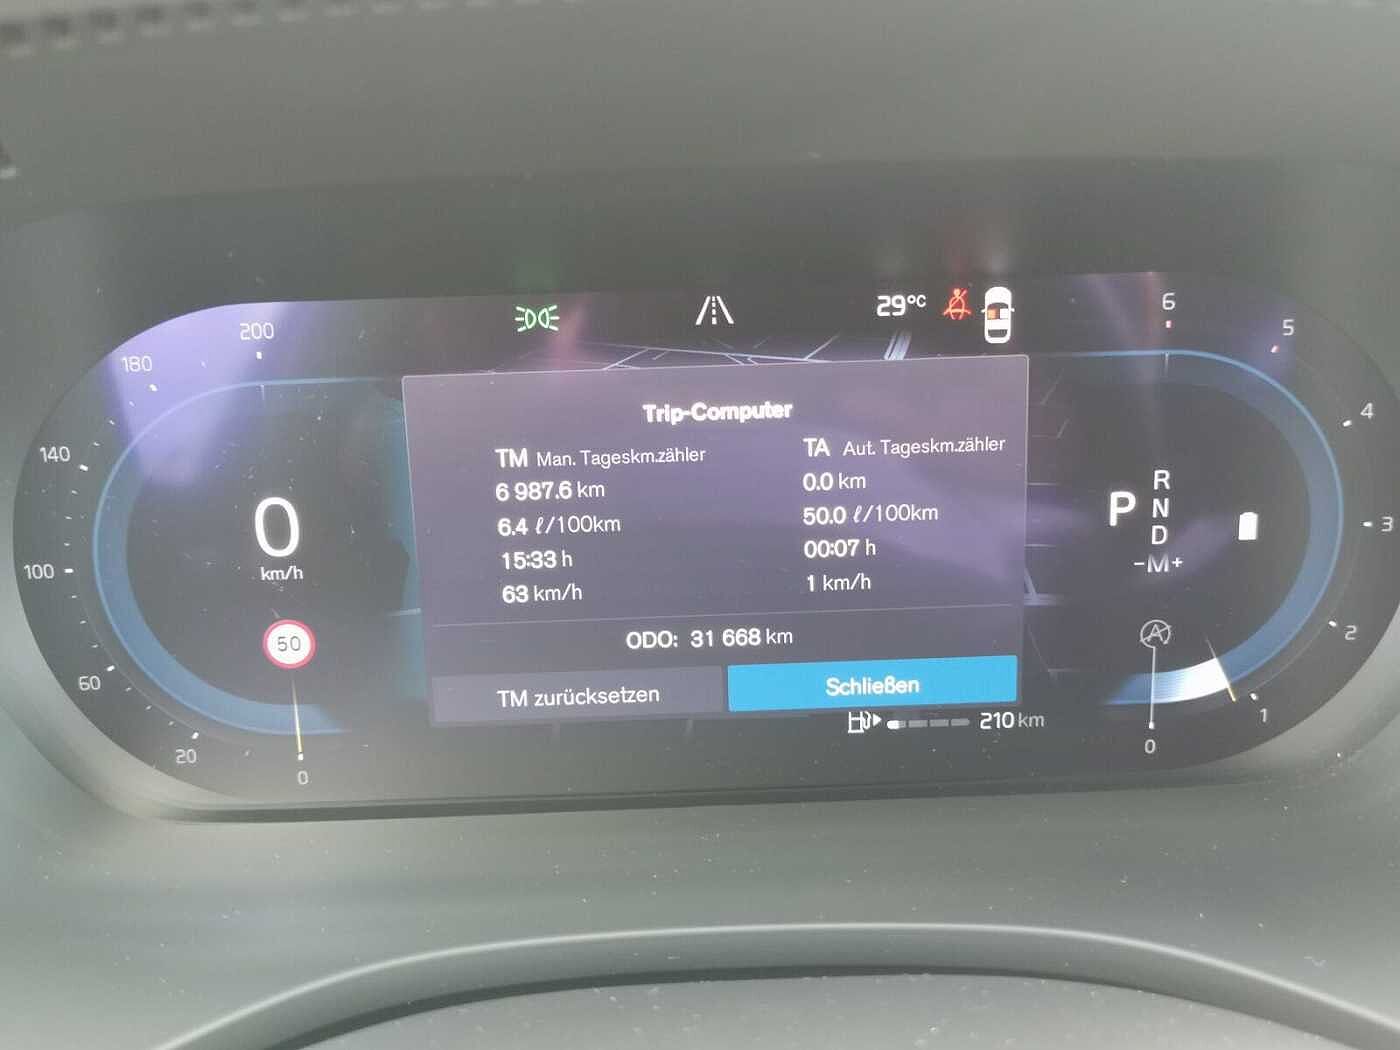 29°C
Trip-Computer
TM Man. Tageskm.zähler
6 987.6 km
6.4 ℓ/100km
15:33 h
63 km/h
TA Aut. Tageskm.zähler
0.0 km
50.0 ℓ/100km
00:07 h
1 km/h
ODO: 31 668 km
TM zurücksetzen
Schließen
210 km
200
180
140
100
60
20
0
0
km/h
50
6
5
4
3
2
1
0
P
R
N
D
-M+
A